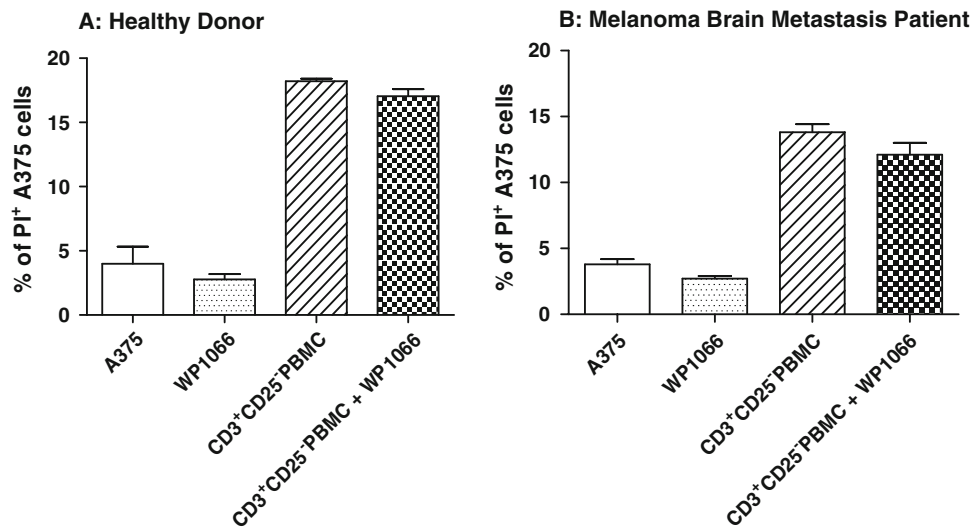 A: Healthy Donor
% of PI⁺ A375 cells
20
15
10
5
0
A375
WP1066
CD3⁺CD25⁻PBMC
CD3⁺CD25⁻PBMC + WP1066
B: Melanoma Brain Metastasis Patient
% of PI⁺ A375 cells
20
15
10
5
0
A375
WP1066
CD3⁺CD25⁻PBMC
CD3⁺CD25⁻PBMC + WP1066